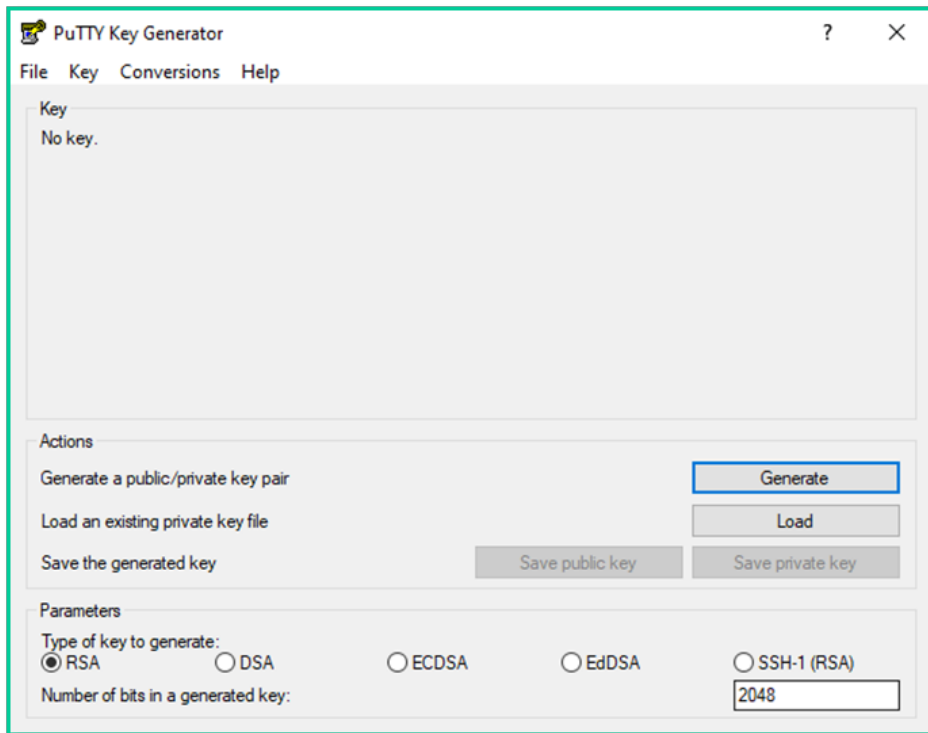 PuTTY Key Generator ?
File Key Conversions Help
Key
No key.
Actions
Generate a public/private key pair Generate
Load an existing private key file Load
Save the generated key Save public key Save private key
Parameters
Type of key to generate:
RSA DSA ECDSA EdDSA SSH-1 (RSA)
Number of bits in a generated key: 2048